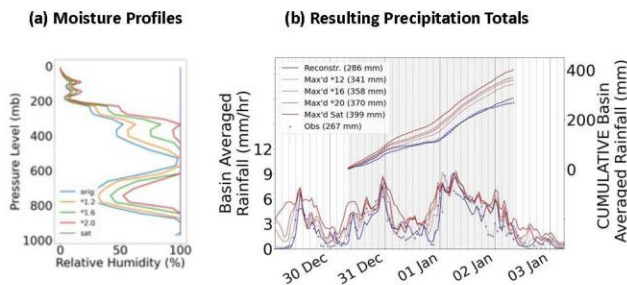 (a) Moisture Profiles
(b) Resulting Precipitation Totals
0
200
400
600
800
1000
Pressure Level (mb)
orig
*1.2
*1.6
*2.0
sat
0
50
100
Relative Humidity (%)
Reconstr. (286 mm)
Max'd *12 (341 mm)
Max'd *16 (358 mm)
Max'd *20 (370 mm)
Max'd Sat (399 mm)
Obs (267 mm)
12
9
6
3
0
Basin Averaged
Rainfall (mm/hr)
400
200
0
CUMULATIVE Basin
Averaged Rainfall (mm)
30 Dec
31 Dec
01 Jan
02 Jan
03 Jan